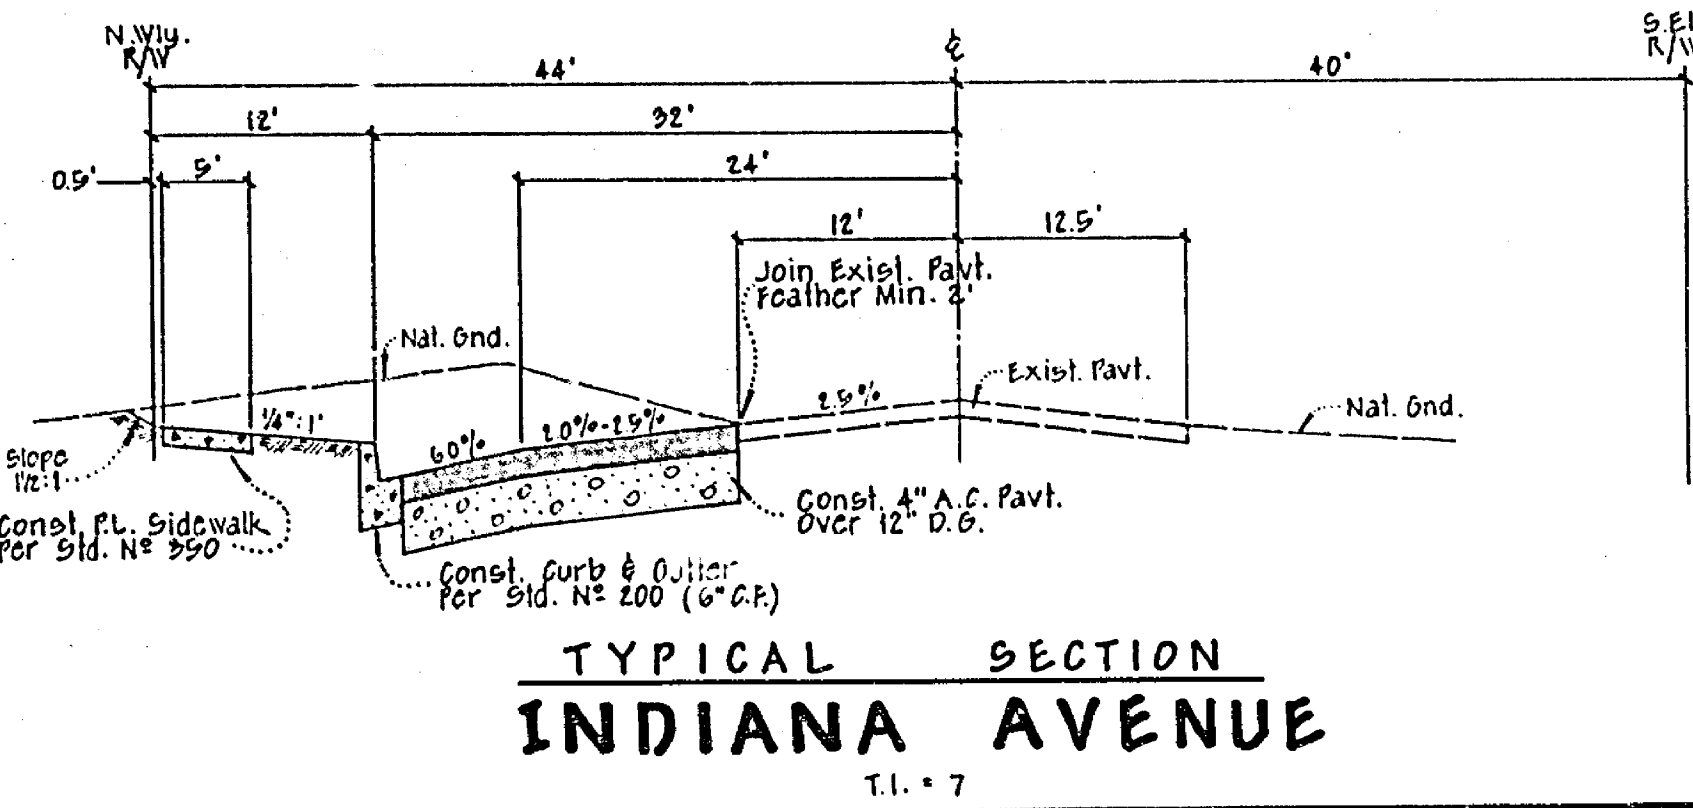 N.Wly.
R/W
44'
40'
12'
32'
0.5'
5'
24'
12'
12.5'
Join Exist. Pavt.
Feather Min. 2'
Nat. Gnd.
Exist. Pavt.
2.5%
Nat. Gnd.
1/4":1'
2.0%-2.5%
6.0%
Slope
1 1/2:1
Const. P.L. Sidewalk
Per Std. Nº 350
Const. 4" A.C. Pavt.
Over 12" D.G.
Const. Curb & Gutter
Per Std. Nº 200 (6" C.F.)
TYPICAL SECTION
INDIANA AVENUE
T.I. = 7